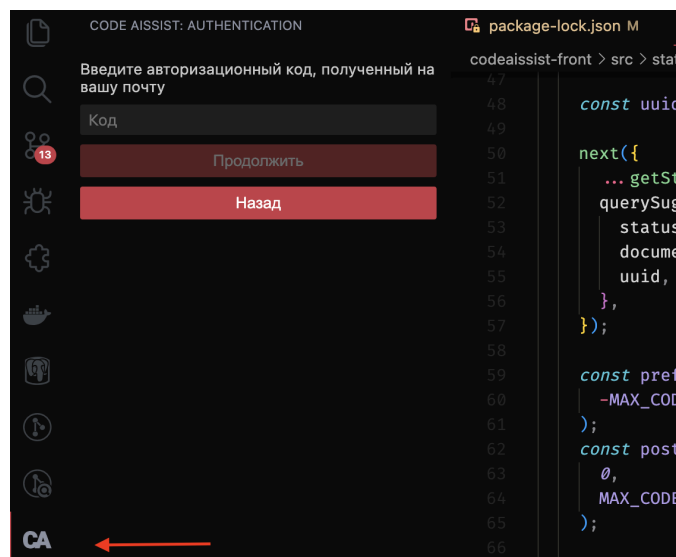 CODE AISSIST: AUTHENTICATION
Введите авторизационный код, полученный на
вашу почту
Код
Продолжить
Назад
13
CA
package-lock.json M
codeaissist-front > src > sta
47
48 const uuid
49
50 next({
51 ...getSt
52 querySug
53 status
54 docume
55 uuid,
56 },
57 });
58
59 const pref
60 -MAX_COD
61 );
62 const post
63 0,
64 MAX_CODE
65 );
66